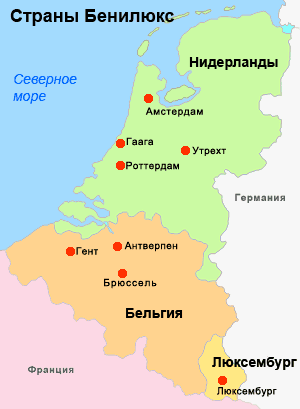 Страны Бенилюкс
Нидерланды
Северное
море
Амстердам
Гаага
Утрехт
Роттердам
Германия
Антверпен
Гент
Брюссель
Бельгия
Люксембург
Франция
Люксембург